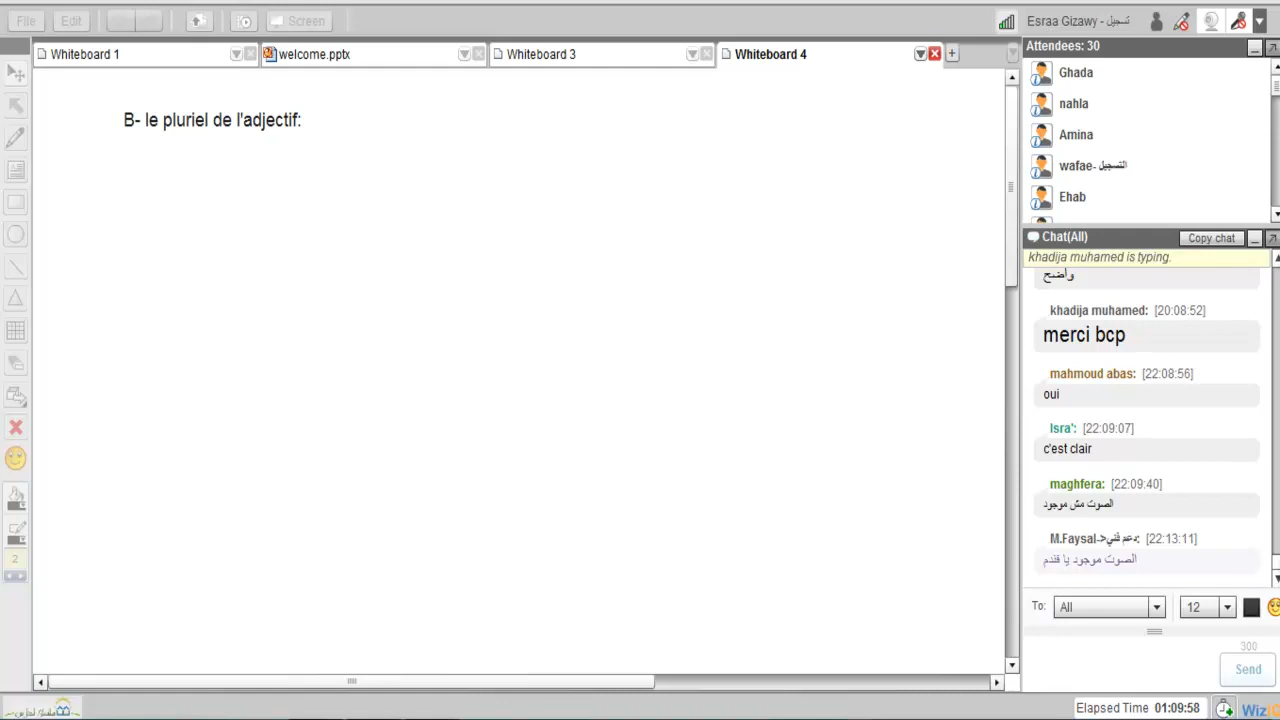 File Edit Screen Esraa Gizawy - تسجيل
Whiteboard 1 welcome.pptx Whiteboard 3 Whiteboard 4
Attendees: 30
Ghada
nahla
Amina
wafae- التسجيل
Ehab
B- le pluriel de l'adjectif:
Chat(All) Copy chat
khadija muhamed is typing.
واضح
khadija muhamed: [20:08:52]
merci bcp
mahmoud abas: [22:08:56]
oui
Isra': [22:09:07]
c'est clair
maghfera: [22:09:40]
الصوت مش موجود
M.Faysal->دعم فني: [22:13:11]
الصوت موجود يا فندم
To: All 12
300
Send
2
Elapsed Time 01:09:58